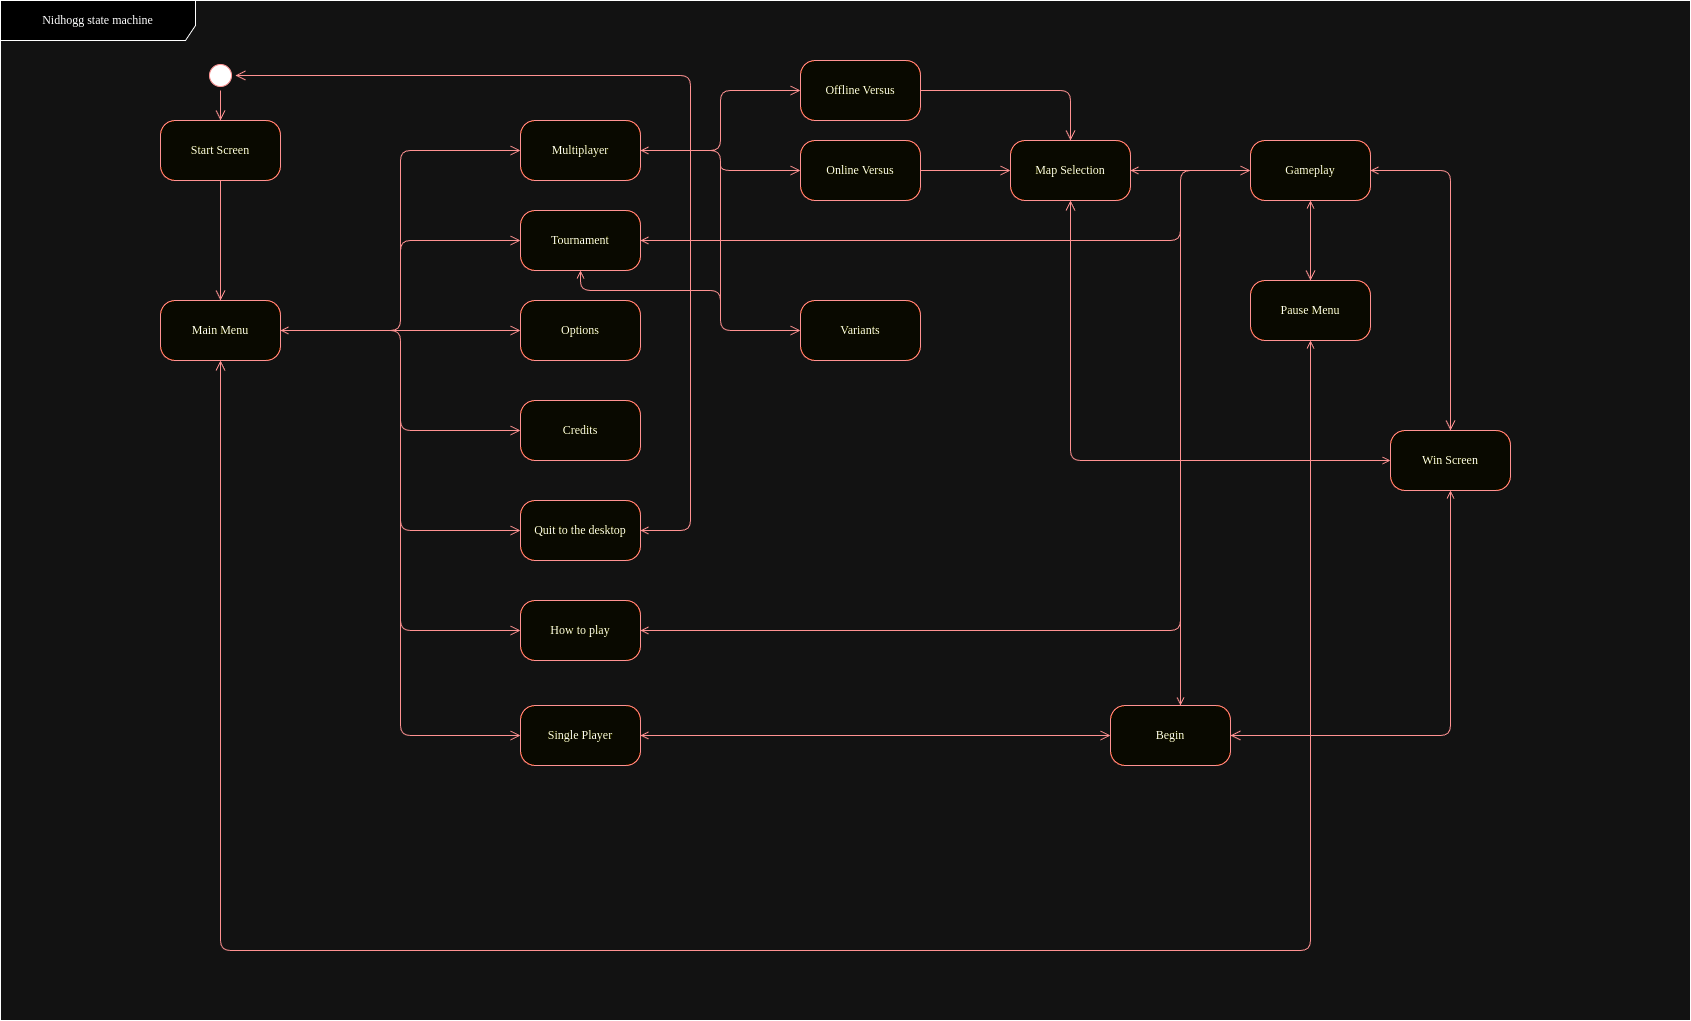 Nidhogg state machine
Start Screen
Main Menu
Multiplayer
Tournament
Options
Credits
Quit to the desktop
How to play
Single Player
Offline Versus
Online Versus
Variants
Map Selection
Gameplay
Pause Menu
Win Screen
Begin